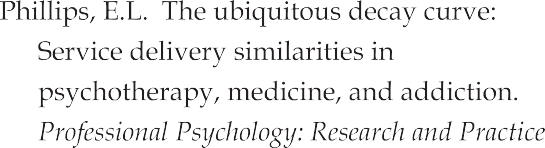 Phillips, E.L. The ubiquitous decay curve:
Service delivery similarities in
psychotherapy, medicine, and addiction.
Professional Psychology: Research and Practice